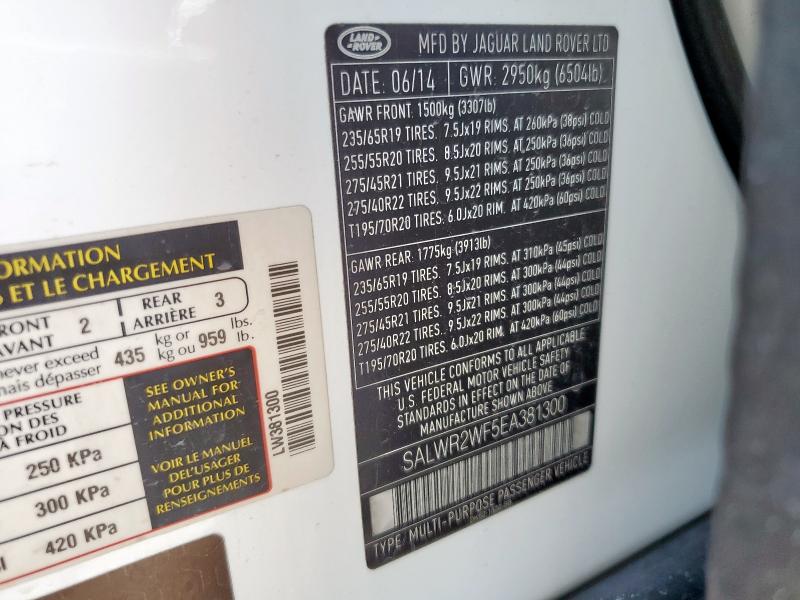 LAND ROVER
MFD BY JAGUAR LAND ROVER LTD
DATE: 06/14 GWR: 2950kg (6504lb)
GAWR FRONT: 1500kg (3307lb)
235/65R19 TIRES. 7.5Jx19 RIMS. AT 260kPa (38psi) COLD
255/55R20 TIRES. 8.5Jx20 RIMS. AT 250kPa (36psi) COLD
275/45R21 TIRES. 9.5Jx21 RIMS. AT 250kPa (36psi) COLD
275/40R22 TIRES. 9.5Jx22 RIMS. AT 250kPa (36psi) COLD
T195/70R20 TIRES. 6.0Jx20 RIM. AT 420kPa (60psi) COLD
GAWR REAR: 1775kg (3913lb)
235/65R19 TIRES. 7.5Jx19 RIMS. AT 310kPa (45psi) COLD
255/55R20 TIRES. 8.5Jx20 RIMS. AT 300kPa (44psi) COLD
275/45R21 TIRES. 9.5Jx21 RIMS. AT 300kPa (44psi) COLD
275/40R22 TIRES. 9.5Jx22 RIMS. AT 300kPa (44psi) COLD
T195/70R20 TIRES. 6.0Jx20 RIM. AT 420kPa (60psi) COLD
THIS VEHICLE CONFORMS TO ALL APPLICABLE
U.S. FEDERAL MOTOR VEHICLE SAFETY
STANDARDS IN EFFECT ON THE DATE OF
MANUFACTURE SHOWN ABOVE
SALWR2WF5EA381300
TYPE: MULTI-PURPOSE PASSENGER VEHICLE
FORMATION
S ET LE CHARGEMENT
FRONT 2 REAR 3
AVANT ARRIÈRE
never exceed 435 kg or 959 lbs.
mais dépasser kg ou lb.
PRESSURE
À FROID
250 KPa
300 KPa
420 KPa
SEE OWNER'S
MANUAL FOR
ADDITIONAL
INFORMATION
VOIR LE MANUEL
DEL'USAGER
POUR PLUS DE
RENSEIGNEMENTS
LW381300